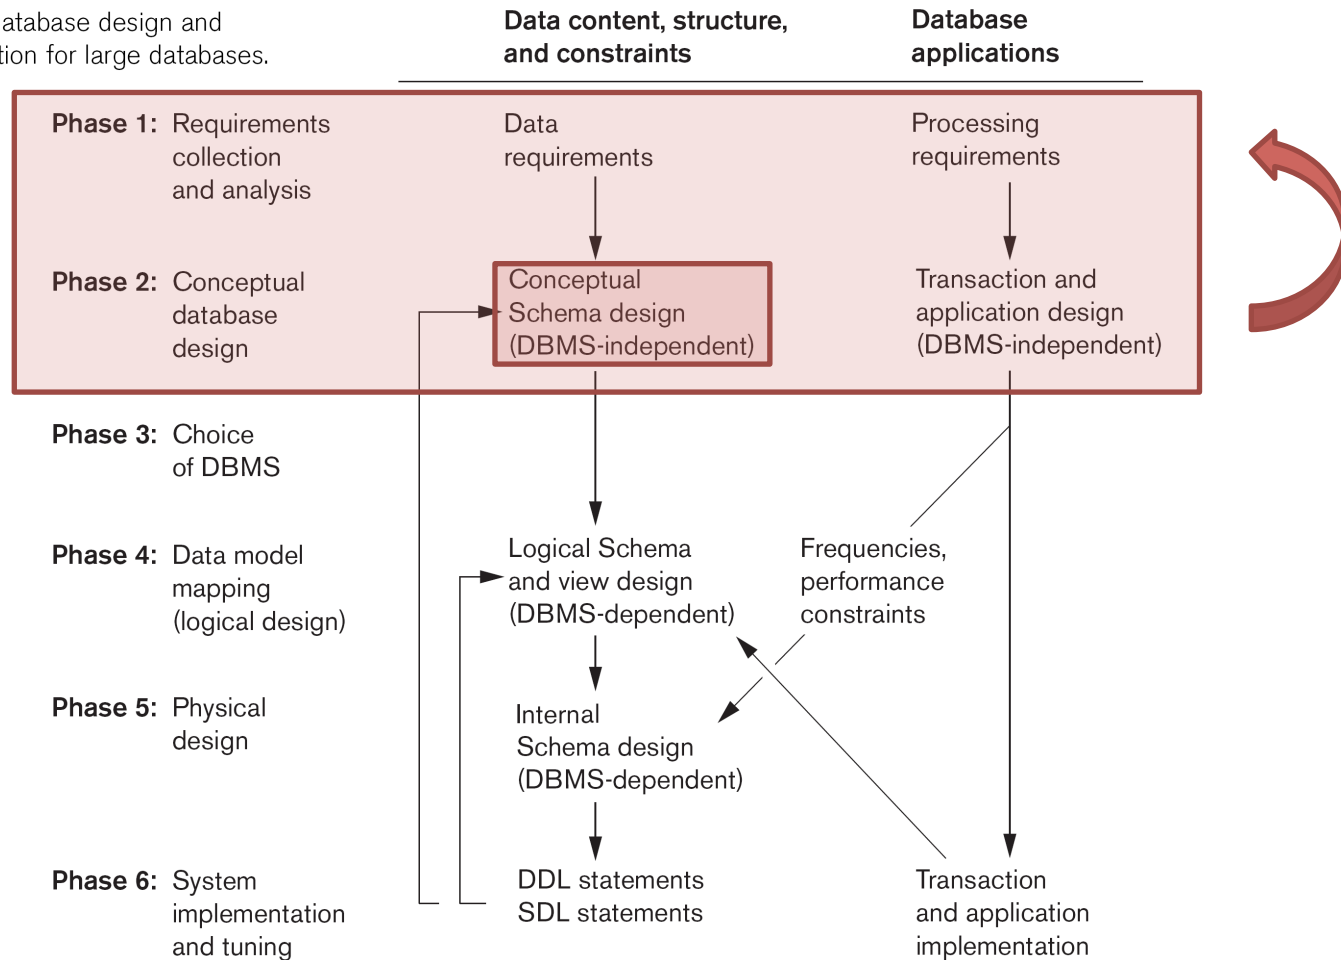 atabase design and
tion for large databases.
Data content, structure,
and constraints
Database
applications
Phase 1: Requirements
collection
and analysis
Data
requirements
Processing
requirements
Phase 2: Conceptual
database
design
Conceptual
Schema design
(DBMS-independent)
Transaction and
application design
(DBMS-independent)
Phase 3: Choice
of DBMS
Phase 4: Data model
mapping
(logical design)
Logical Schema
and view design
(DBMS-dependent)
Frequencies,
performance
constraints
Phase 5: Physical
design
Internal
Schema design
(DBMS-dependent)
Phase 6: System
implementation
and tuning
DDL statements
SDL statements
Transaction
and application
implementation